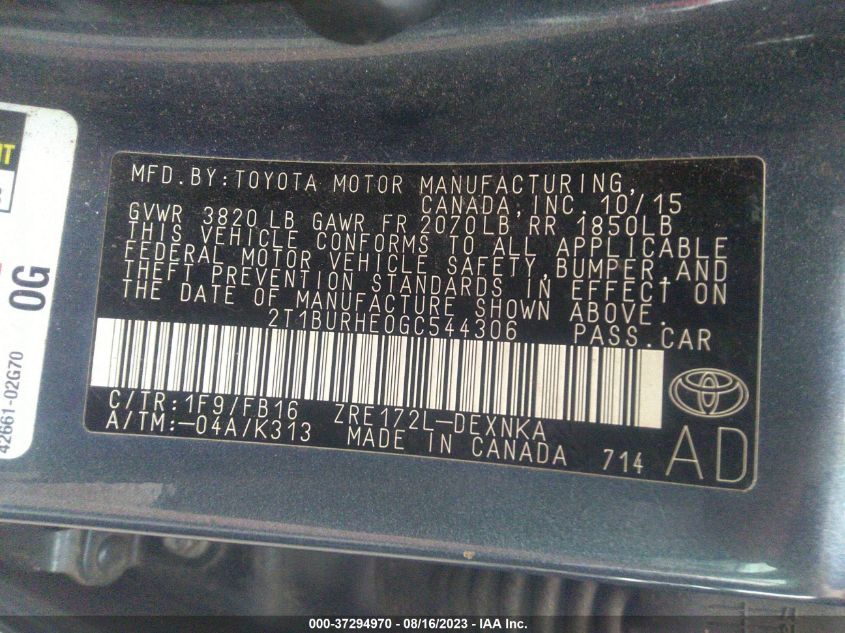 MFD.BY:TOYOTA MOTOR MANUFACTURING,
CANADA,INC. 10/15
GVWR 3820 LB GAWR FR 2070LB RR 1850LB
THIS VEHICLE CONFORMS TO ALL APPLICABLE
FEDERAL MOTOR VEHICLE SAFETY,BUMPER,AND
THEFT PREVENTION STANDARDS IN EFFECT ON
THE DATE OF MANUFACTURE SHOWN ABOVE.
2T1BURHE0GC544306 PASS.CAR
C/TR:1F9/FB16 ZRE172L-DEXNKA
A/TM:-04A/K313 MADE IN CANADA 714
AD
0G
42661-02G70
000-37294970 - 08/16/2023 - IAA Inc.